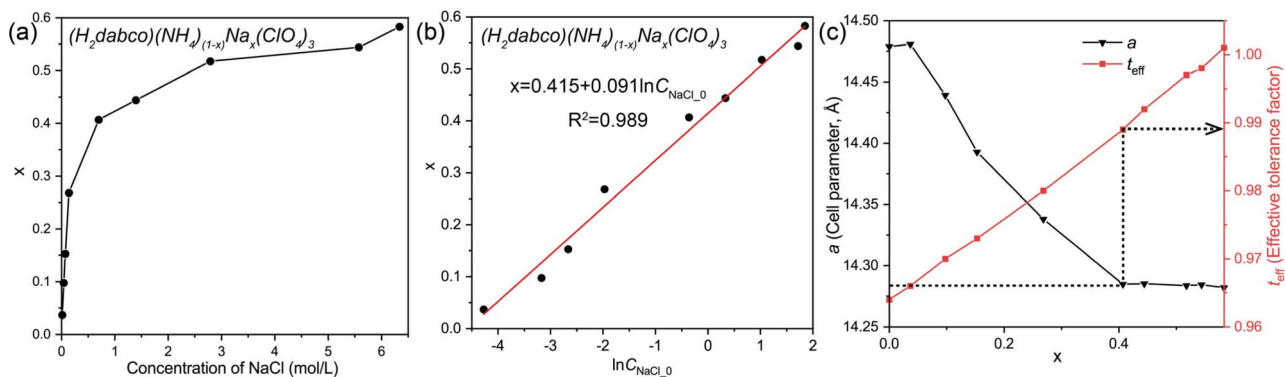 (a)
(H₂dabco)(NH₄)₍₁₋ₓ₎Naₓ(ClO₄)₃
x
0.6
0.5
0.4
0.3
0.2
0.1
0.0
0 1 2 3 4 5 6
Concentration of NaCl (mol/L)
(b)
(H₂dabco)(NH₄)₍₁₋ₓ₎Naₓ(ClO₄)₃
x=0.415+0.091lnC_NaCl_0
R²=0.989
x
0.6
0.5
0.4
0.3
0.2
0.1
0.0
-4 -3 -2 -1 0 1 2
lnC_NaCl_0
(c)
a
t_eff
a (Cell parameter, Å)
14.50
14.45
14.40
14.35
14.30
14.25
0.0 0.2 0.4
x
1.00
0.99
0.98
0.97
0.96
t_eff (Effective tolerance factor)